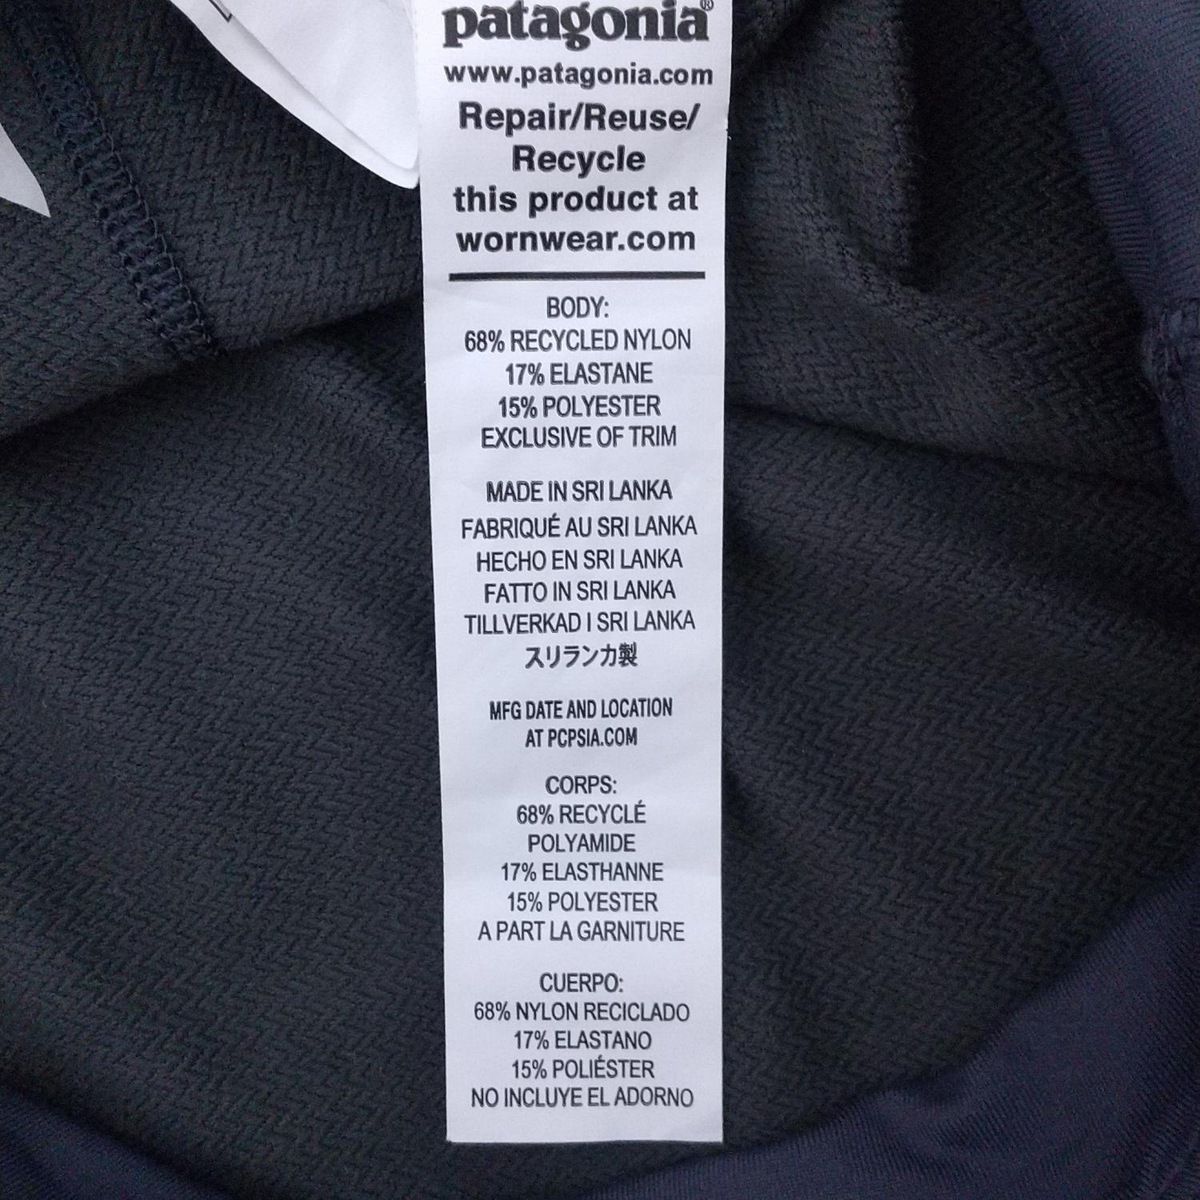 patagonia®
www.patagonia.com
Repair/Reuse/
Recycle
this product at
wornwear.com
BODY:
68% RECYCLED NYLON
17% ELASTANE
15% POLYESTER
EXCLUSIVE OF TRIM
MADE IN SRI LANKA
FABRIQUÉ AU SRI LANKA
HECHO EN SRI LANKA
FATTO IN SRI LANKA
TILLVERKAD I SRI LANKA
スリランカ製
MFG DATE AND LOCATION
AT PCPSIA.COM
CORPS:
68% RECYCLÉ
POLYAMIDE
17% ELASTHANNE
15% POLYESTER
A PART LA GARNITURE
CUERPO:
68% NYLON RECICLADO
17% ELASTANO
15% POLIÉSTER
NO INCLUYE EL ADORNO